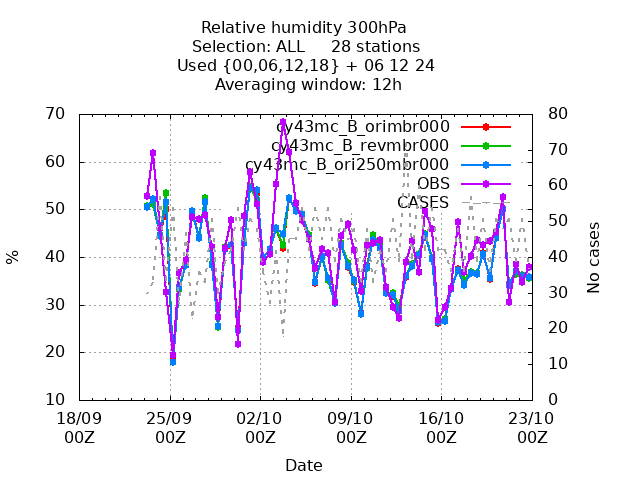 Relative humidity 300hPa
Selection: ALL 28 stations
Used {00,06,12,18} + 06 12 24
Averaging window: 12h
cy43mc_B_orimbr000
cy43mc_B_revmbr000
cy43mc_B_ori250mbr000
OBS
CASES
70
60
50
40
30
20
10
%
80
70
60
50
40
30
20
10
0
No cases
18/09 25/09 02/10 09/10 16/10 23/10
00Z 00Z 00Z 00Z 00Z 00Z
Date